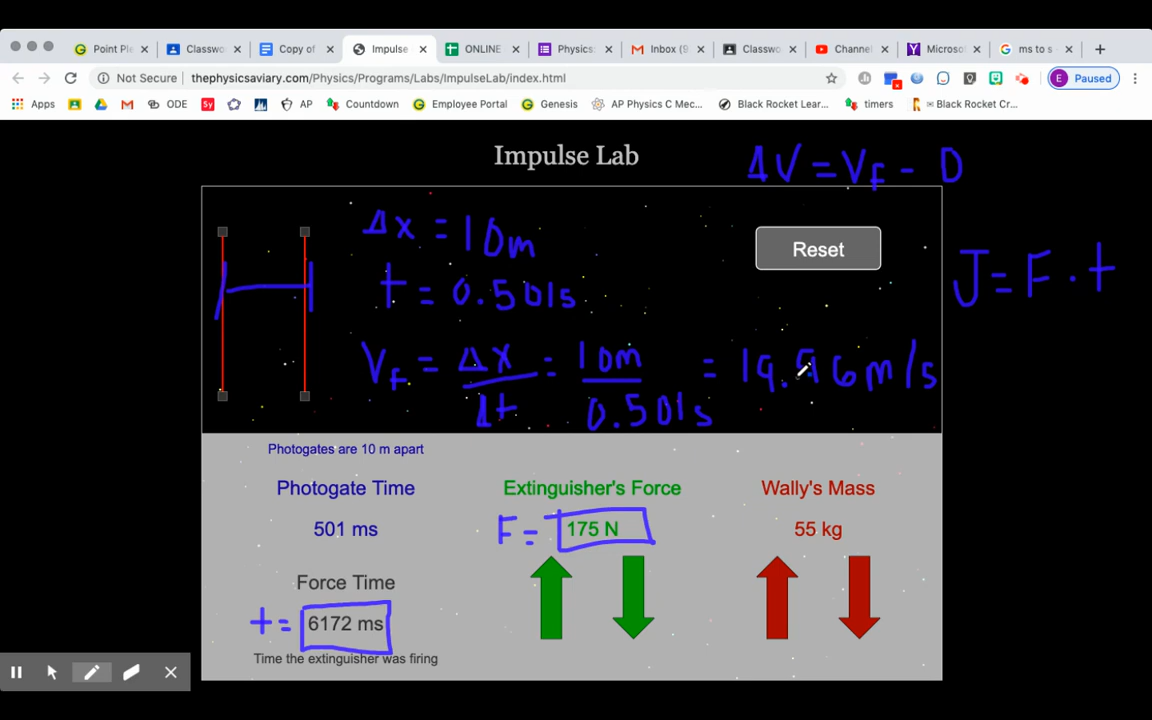 Point Ple
Classwo
Copy of
Impulse
ONLINE
Physics:
Inbox (9
Classwo
Channel
Microso
ms to s
Not Secure
thephysicsaviary.com/Physics/Programs/Labs/ImpulseLab/index.html
E Paused
Apps
ODE
Sy
AP
Countdown
Employee Portal
Genesis
AP Physics C Mec...
Black Rocket Lear...
timers
Black Rocket Cr...
Impulse Lab
ΔV = VF - 0
Δx = 10m
Reset
t = 0.501s
J = F · t
VF = Δx/Δt = 10m/0.501s = 19.96m/s
Photogates are 10 m apart
Photogate Time
Extinguisher's Force
Wally's Mass
501 ms
F = 175 N
55 kg
Force Time
t = 6172 ms
Time the extinguisher was firing